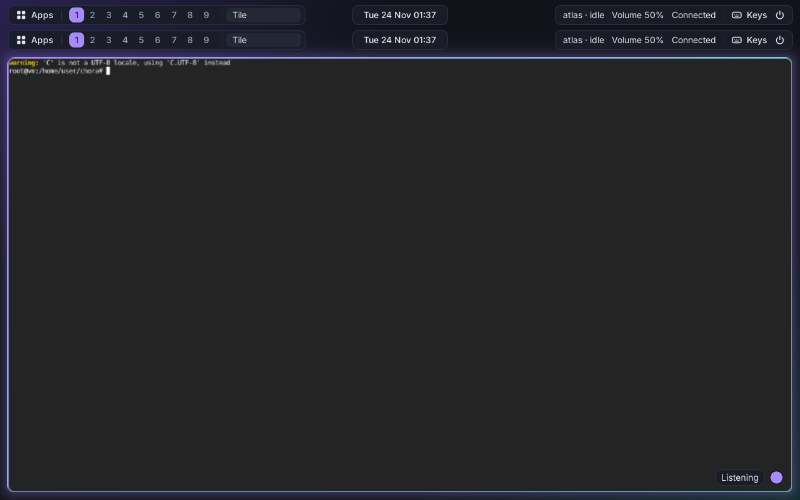 Apps 1 2 3 4 5 6 7 8 9 Tile Tue 24 Nov 01:37 atlas · idle Volume 50% Connected Keys
Apps 1 2 3 4 5 6 7 8 9 Tile Tue 24 Nov 01:37 atlas · idle Volume 50% Connected Keys
warning: 'C' is not a UTF-8 locale, using 'C.UTF-8' instead
root@vm:/home/user/chora#
Listening